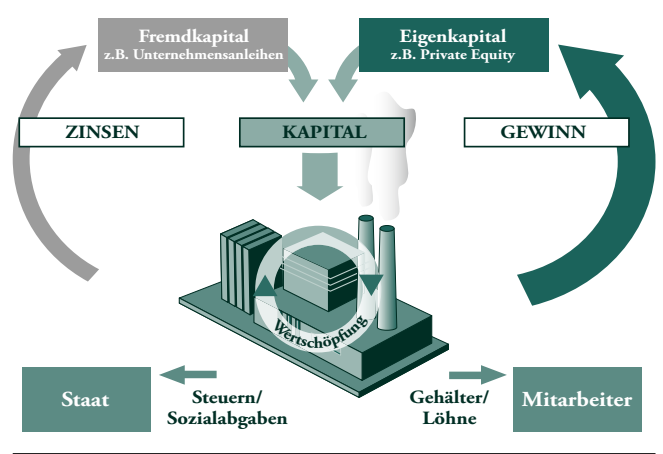 Fremdkapital
z.B. Unternehmensanleihen
Eigenkapital
z.B. Private Equity
ZINSEN
KAPITAL
GEWINN
Wertschöpfung
Staat
Steuern/
Sozialabgaben
Gehälter/
Löhne
Mitarbeiter